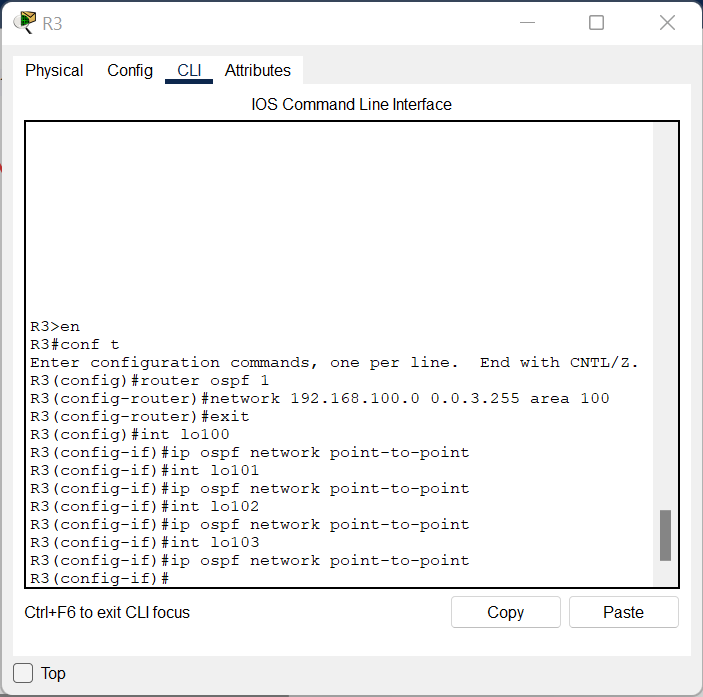 R3
Physical Config CLI Attributes
IOS Command Line Interface
R3>en
R3#conf t
Enter configuration commands, one per line.  End with CNTL/Z.
R3(config)#router ospf 1
R3(config-router)#network 192.168.100.0 0.0.3.255 area 100
R3(config-router)#exit
R3(config)#int lo100
R3(config-if)#ip ospf network point-to-point
R3(config-if)#int lo101
R3(config-if)#ip ospf network point-to-point
R3(config-if)#int lo102
R3(config-if)#ip ospf network point-to-point
R3(config-if)#int lo103
R3(config-if)#ip ospf network point-to-point
R3(config-if)#
Ctrl+F6 to exit CLI focus Copy Paste
Top